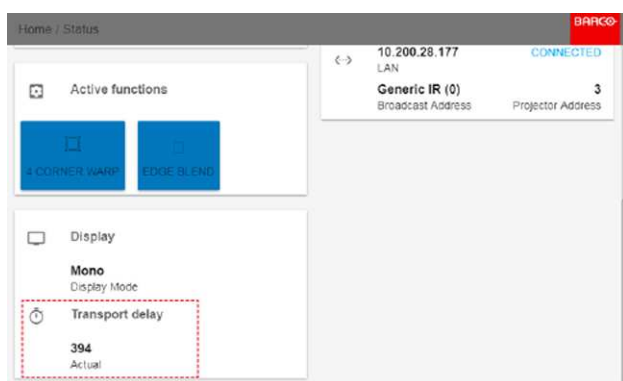 Home / Status
BARCO
Active functions
4 CORNER WARP
EDGE BLEND
Display
Mono
Display Mode
Transport delay
394
Actual
10.200.28.177
CONNECTED
LAN
Generic IR (0)
3
Broadcast Address
Projector Address